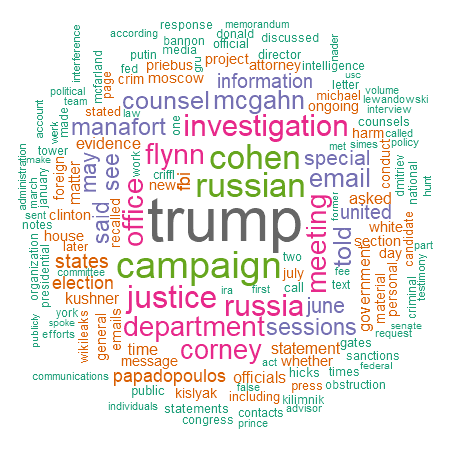 memorandum
according response donald discussed
bannon official
putin media director
gru nader
interference priebus project attorney intelligence
political mcfarland page fed crim moscow information letter usc
team stated law counsel mcgahn michael volume
account werk made evidence manafort investigation ongoing lewandowski
one harm interview
tower work flynn cohen counsels called
administration make matter foreign may see criffl fbi russian special met simes policy
march january new email asked conduct dmitriev national hunt
sent clinton said recalled office trump told united
notes house white candidate
organization presidential later states meeting former section part
committee election campaign two day testimony
kushner july government material personal criminal
york justice ira first russia call fee text june
publicly spoke efforts wikileaks general emails department sessions gates senate request
time corney statement whether sanctions
message act hicks times federal
communications papadopoulos officials press obstruction
public kislyak false including kilimnik
individuals statements contacts advisor
congress prince